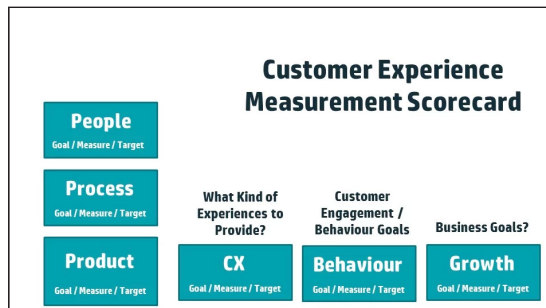 Customer Experience
Measurement Scorecard
People
Goal / Measure / Target
Process
Goal / Measure / Target
Product
Goal / Measure / Target
What Kind of
Experiences to
Provide?
CX
Goal / Measure / Target
Customer
Engagement /
Behaviour Goals
Behaviour
Goal / Measure / Target
Business Goals?
Growth
Goal / Measure / Target